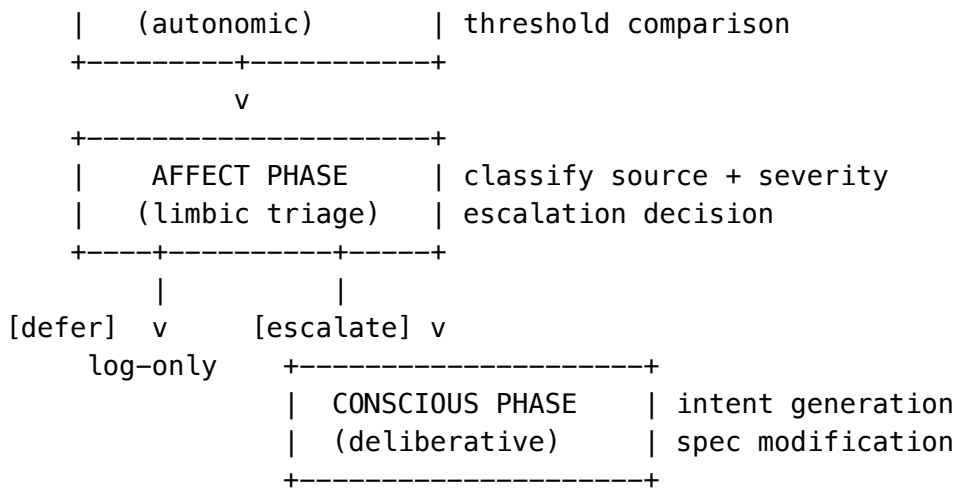 |   (autonomic)       | threshold comparison
+---------+-----------+
v
+---------------------+
|    AFFECT PHASE     | classify source + severity
|   (limbic triage)   | escalation decision
+----+----------+-----+
|          |
[defer]  v     [escalate] v
log-only    +---------------------+
|  CONSCIOUS PHASE    | intent generation
|  (deliberative)     | spec modification
+---------------------+